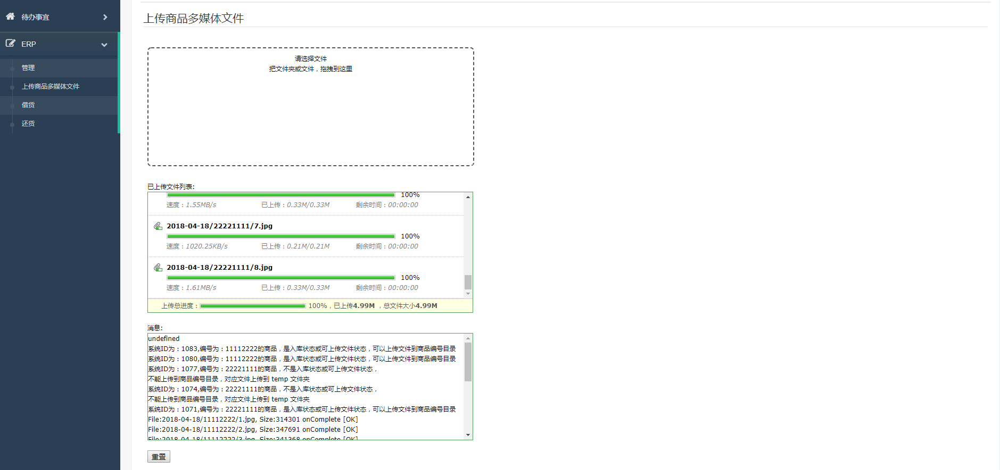 待办事宜
ERP
管理
上传商品多媒体文件
借货
还货
上传商品多媒体文件
请选择文件
把文件夹或文件，拖拽到这里
已上传文件列表:
100%
速度：1.55MB/s 已上传：0.33M/0.33M 剩余时间：00:00:00
2018-04-18/22221111/7.jpg
100%
速度：1020.25KB/s 已上传：0.21M/0.21M 剩余时间：00:00:00
2018-04-18/22221111/8.jpg
100%
速度：1.61MB/s 已上传：0.33M/0.33M 剩余时间：00:00:00
上传总进度：100%，已上传4.99M ，总文件大小4.99M
消息:
undefined
系统ID为：1083,编号为：11112222的商品，是入库状态或可上传文件状态，可以上传文件到商品编号目录
系统ID为：1080,编号为：11112222的商品，是入库状态或可上传文件状态，可以上传文件到商品编号目录
系统ID为：1077,编号为：22221111的商品，不是入库状态或可上传文件状态，
不能上传到商品编号目录，对应文件上传到 temp 文件夹
系统ID为：1074,编号为：22221111的商品，不是入库状态或可上传文件状态，
不能上传到商品编号目录，对应文件上传到 temp 文件夹
系统ID为：1071,编号为：22221111的商品，是入库状态或可上传文件状态，可以上传文件到商品编号目录
File:2018-04-18/11112222/1.jpg, Size:314301 onComplete [OK]
File:2018-04-18/11112222/2.jpg, Size:347691 onComplete [OK]
File:2018-04-18/11112222/3.jpg, Size:341368 onComplete [OK]
重置